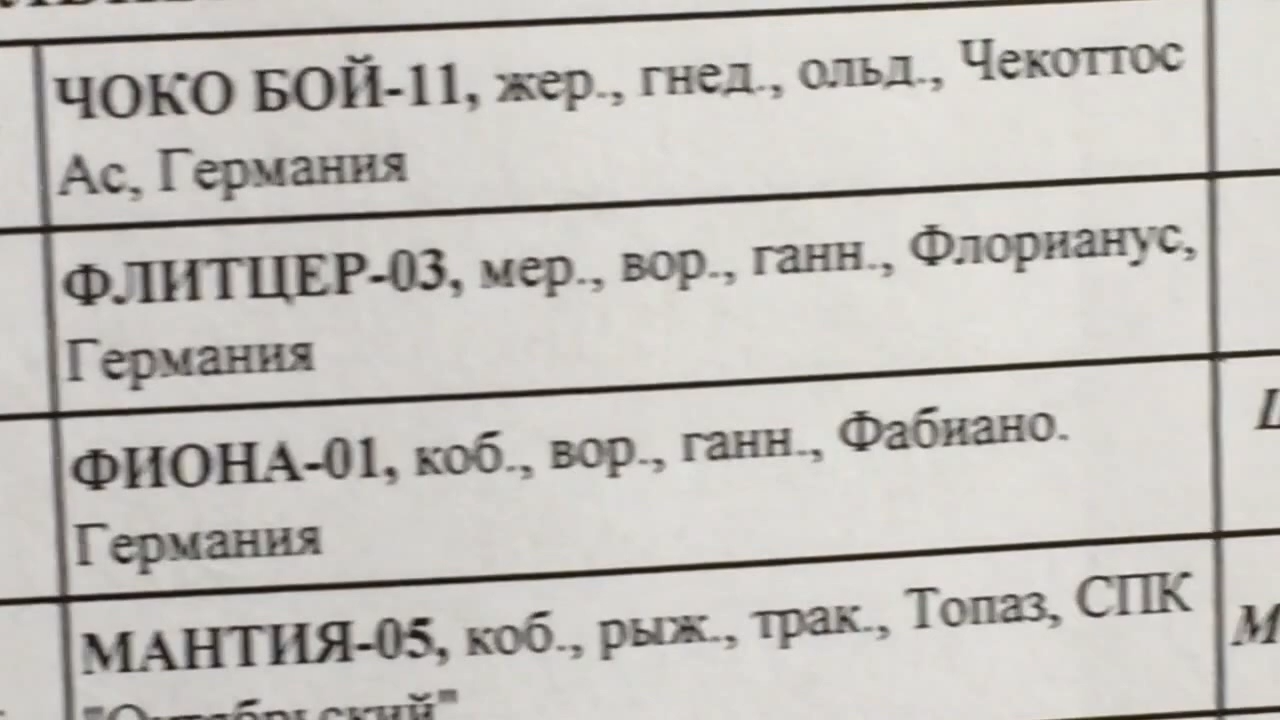 ЧОКО БОЙ-11, жер., гнед., ольд., Чекоттос
Ас, Германия
ФЛИТЦЕР-03, мер., вор., ганн., Флорианус,
Германия
ФИОНА-01, коб., вор., ганн., Фабиано.
Германия
МАНТИЯ-05, коб., рыж., трак., Топаз, СПК
"Октябрьский"